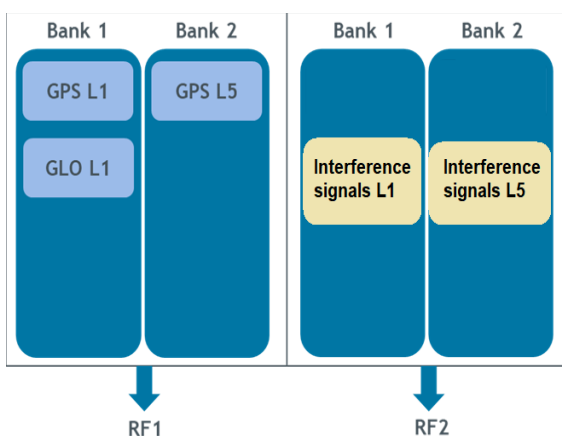 Bank 1 Bank 2 Bank 1 Bank 2
GPS L1 GPS L5
GLO L1
Interference
signals L1
Interference
signals L5
RF1 RF2